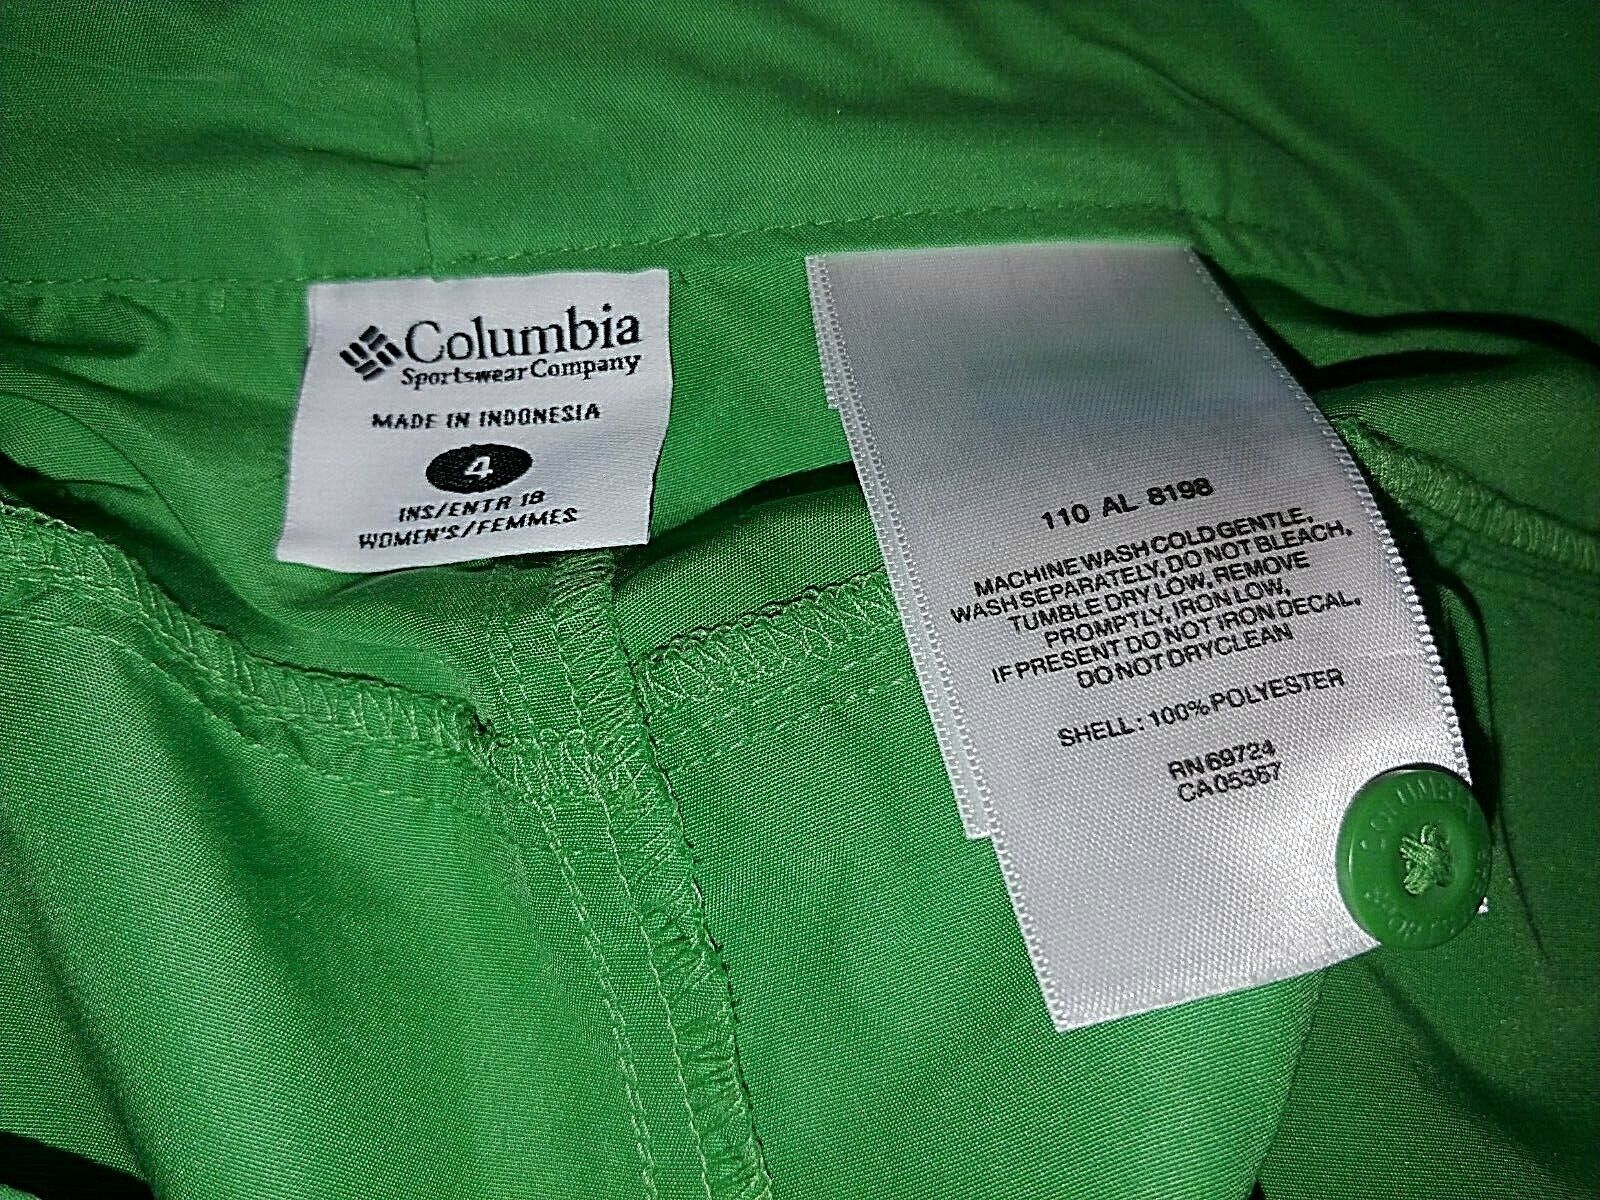 Columbia
Sportswear Company
MADE IN INDONESIA
4
INS/ENTR 18
WOMEN'S/FEMMES
110 AL 8198
MACHINE WASH COLD GENTLE,
WASH SEPARATELY, DO NOT BLEACH,
TUMBLE DRY LOW, REMOVE
PROMPTLY, IRON LOW,
IF PRESENT DO NOT IRON DECAL,
DO NOT DRYCLEAN
SHELL: 100% POLYESTER
RN 69724
CA 05367
COLUMBIA